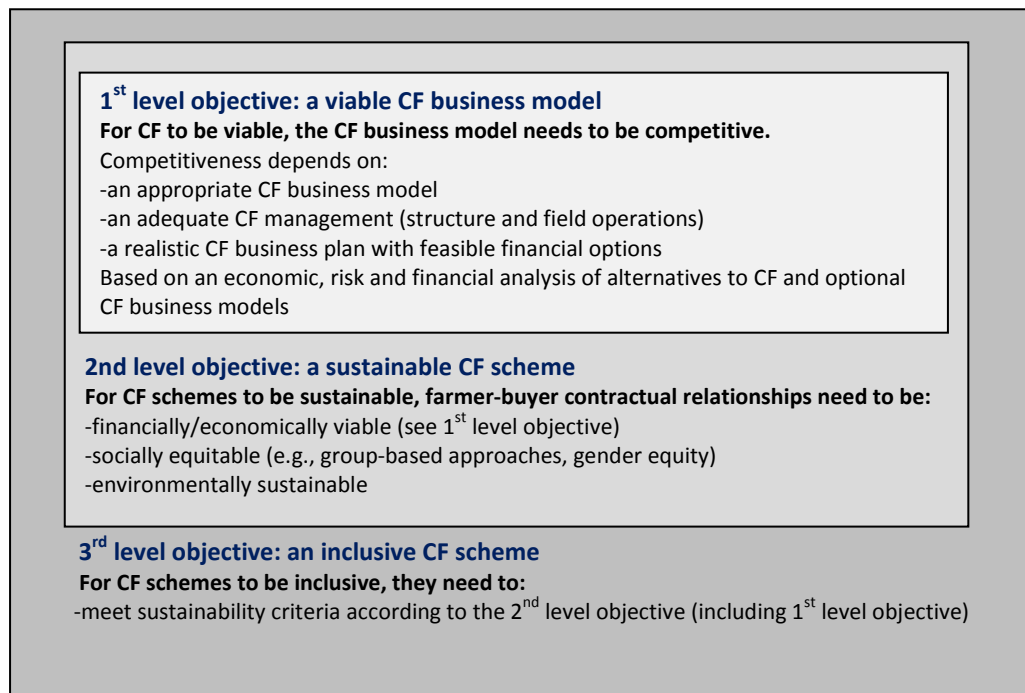 1st level objective: a viable CF business model
For CF to be viable, the CF business model needs to be competitive.
Competitiveness depends on:
-an appropriate CF business model
-an adequate CF management (structure and field operations)
-a realistic CF business plan with feasible financial options
Based on an economic, risk and financial analysis of alternatives to CF and optional
CF business models
2nd level objective: a sustainable CF scheme
For CF schemes to be sustainable, farmer-buyer contractual relationships need to be:
-financially/economically viable (see 1st level objective)
-socially equitable (e.g., group-based approaches, gender equity)
-environmentally sustainable
3rd level objective: an inclusive CF scheme
For CF schemes to be inclusive, they need to:
-meet sustainability criteria according to the 2nd level objective (including 1st level objective)